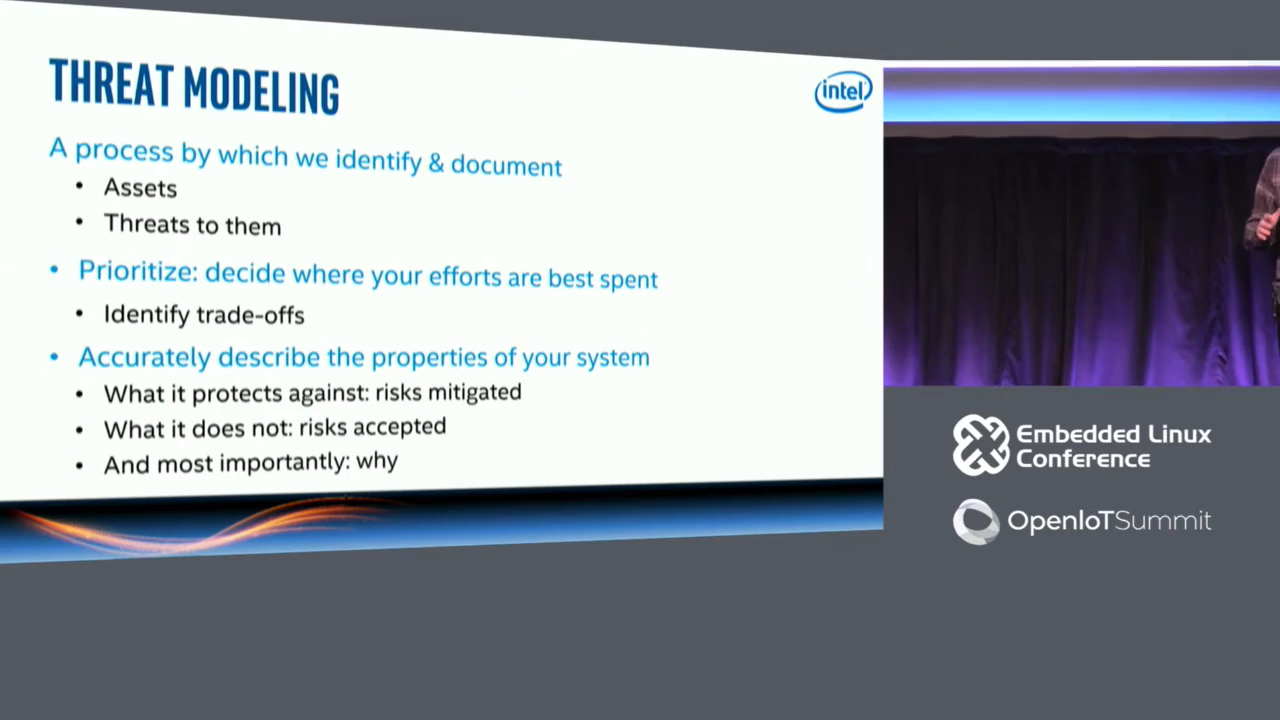 THREAT MODELING
intel
A process by which we identify & document
• Assets
• Threats to them
• Prioritize: decide where your efforts are best spent
• Identify trade-off​s
• Accurately describe the properties of your system
• What it protects against: risks mitigated
• What it does not: risks accepted
• And most importantly: why
Embedded Linux
Conference
OpenIoTSummit